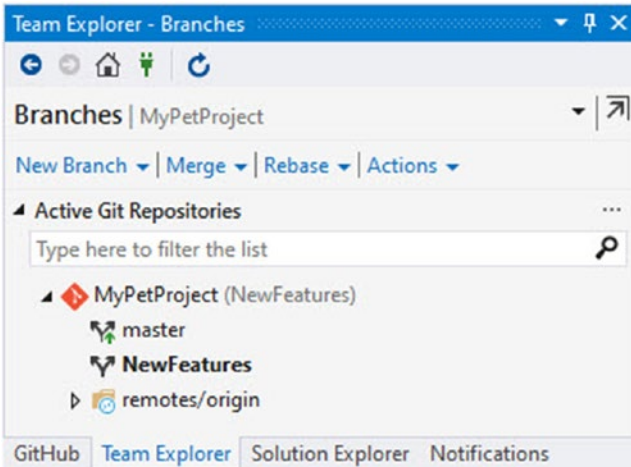 Team Explorer - Branches
Branches | MyPetProject
New Branch | Merge | Rebase | Actions
Active Git Repositories
Type here to filter the list
MyPetProject (NewFeatures)
master
NewFeatures
remotes/origin
GitHub Team Explorer Solution Explorer Notifications